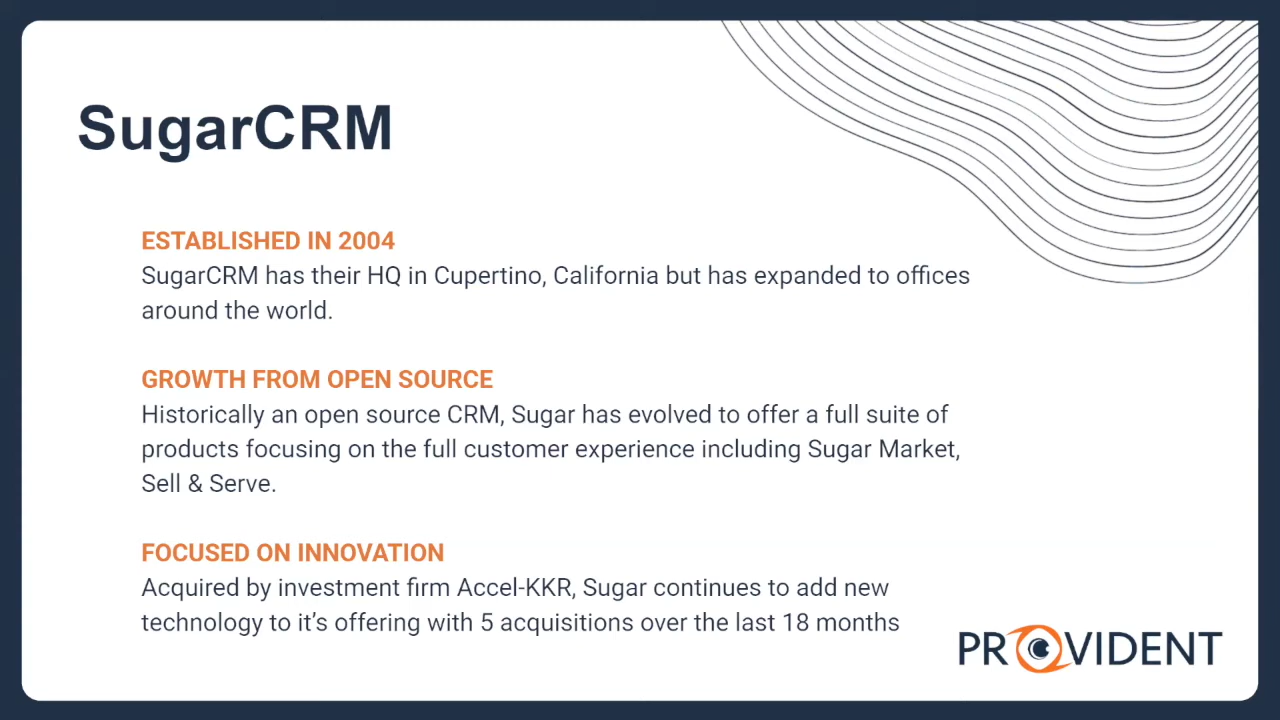 SugarCRM
ESTABLISHED IN 2004
SugarCRM has their HQ in Cupertino, California but has expanded to offices
around the world.
GROWTH FROM OPEN SOURCE
Historically an open source CRM, Sugar has evolved to offer a full suite of
products focusing on the full customer experience including Sugar Market,
Sell & Serve.
FOCUSED ON INNOVATION
Acquired by investment firm Accel-KKR, Sugar continues to add new
technology to it’s offering with 5 acquisitions over the last 18 months
PROVIDENT